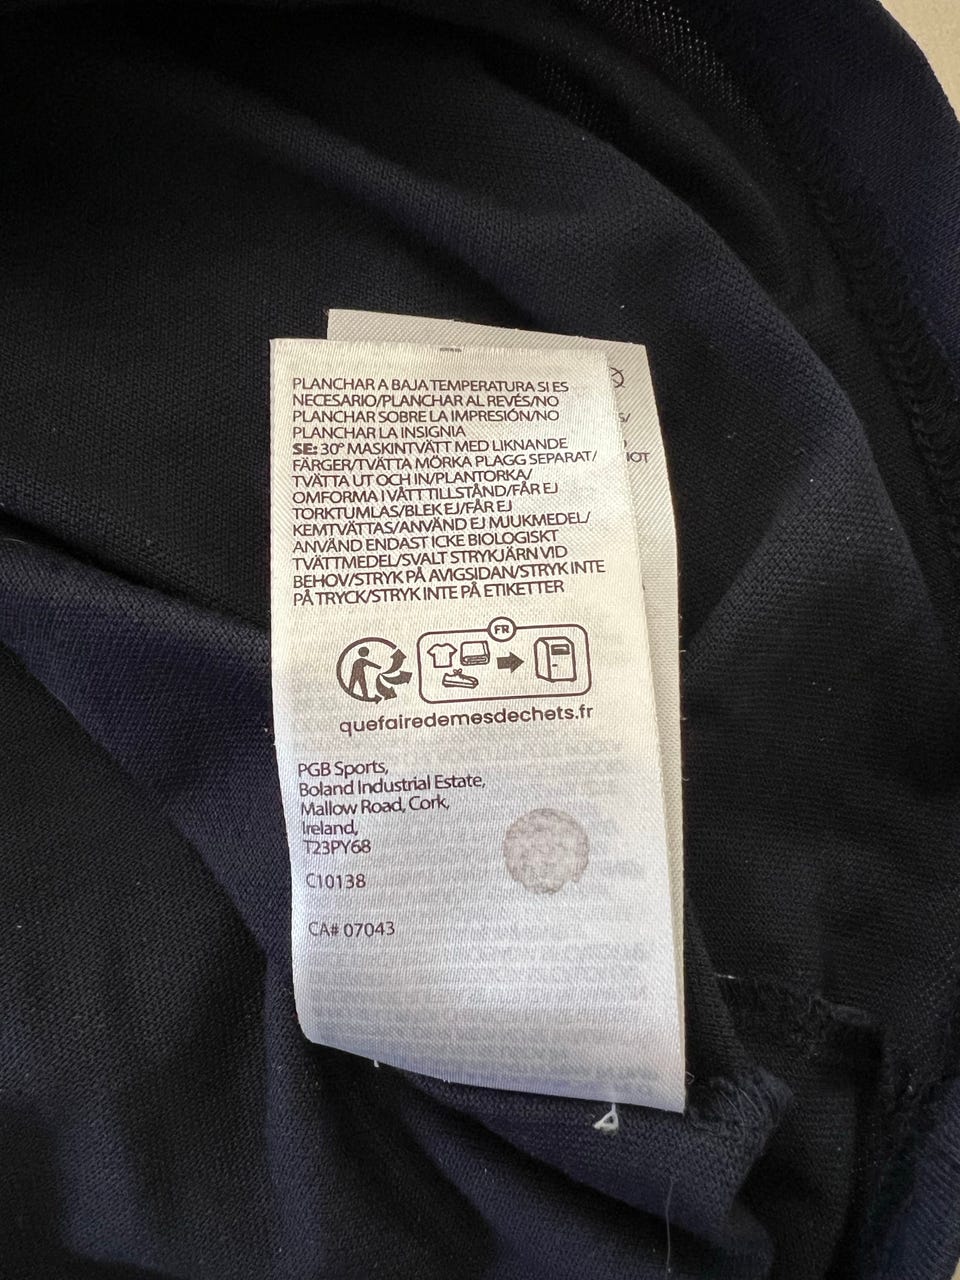 PLANCHAR A BAJA TEMPERATURA SI ES
NECESARIO/PLANCHAR AL REVÉS/NO
PLANCHAR SOBRE LA IMPRESIÓN/NO
PLANCHAR LA INSIGNIA
SE: 30° MASKINTVÄTT MED LIKNANDE
FÄRGER/TVÄTTA MÖRKA PLAGG SEPARAT/
TVÄTTA UT OCH IN/PLANTORKA/
OMFORMA I VÅTT TILLSTÅND/FÅR EJ
TORKTUMLAS/BLEK EJ/FÅR EJ
KEMTVÄTTAS/ANVÄND EJ MJUKMEDEL/
ANVÄND ENDAST ICKE BIOLOGISKT
TVÄTTMEDEL/SVALT STRYKJÄRN VID
BEHOV/STRYK PÅ AVIGSIDAN/STRYK INTE
PÅ TRYCK/STRYK INTE PÅ ETIKETTER
FR
quefairedemesdechets.fr
PGB Sports,
Boland Industrial Estate,
Mallow Road, Cork,
Ireland,
T23PY68
C10138
CA# 07043